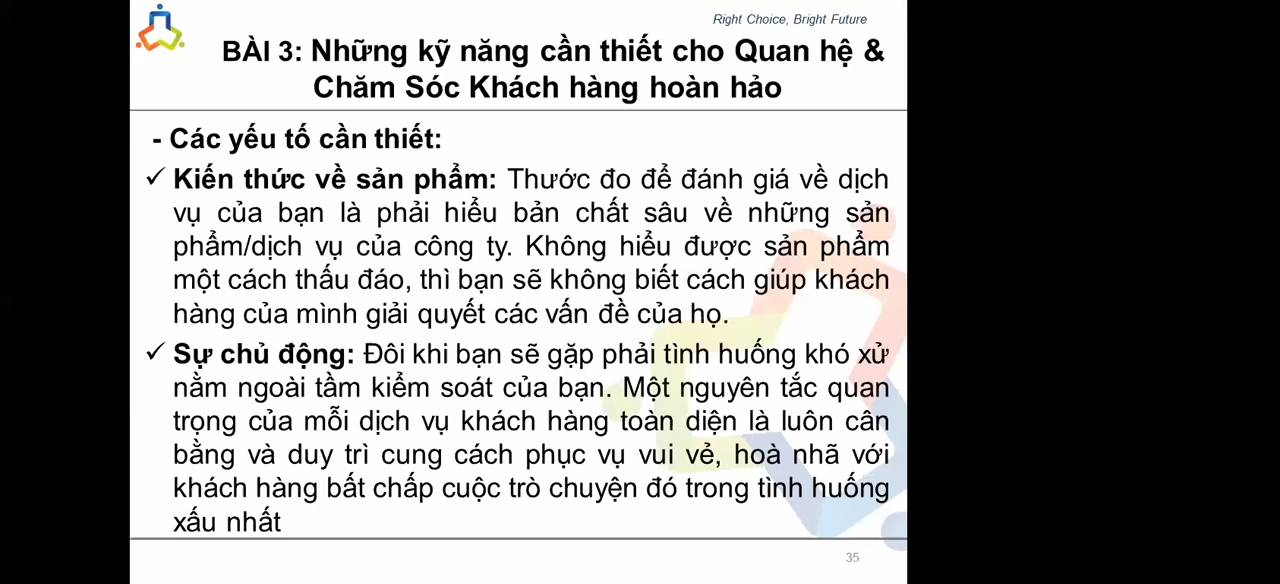 Right Choice, Bright Future
BÀI 3: Những kỹ năng cần thiết cho Quan hệ &
Chăm Sóc Khách hàng hoàn hảo
- Các yếu tố cần thiết:
✓ Kiến thức về sản phẩm: Thước đo để đánh giá về dịch
vụ của bạn là phải hiểu bản chất sâu về những sản
phẩm/dịch vụ của công ty. Không hiểu được sản phẩm
một cách thấu đáo, thì bạn sẽ không biết cách giúp khách
hàng của mình giải quyết các vấn đề của họ.
✓ Sự chủ động: Đôi khi bạn sẽ gặp phải tình huống khó xử
nằm ngoài tầm kiểm soát của bạn. Một nguyên tắc quan
trọng của mỗi dịch vụ khách hàng toàn diện là luôn cân
bằng và duy trì cung cách phục vụ vui vẻ, hoà nhã với
khách hàng bất chấp cuộc trò chuyện đó trong tình huống
xấu nhất
35